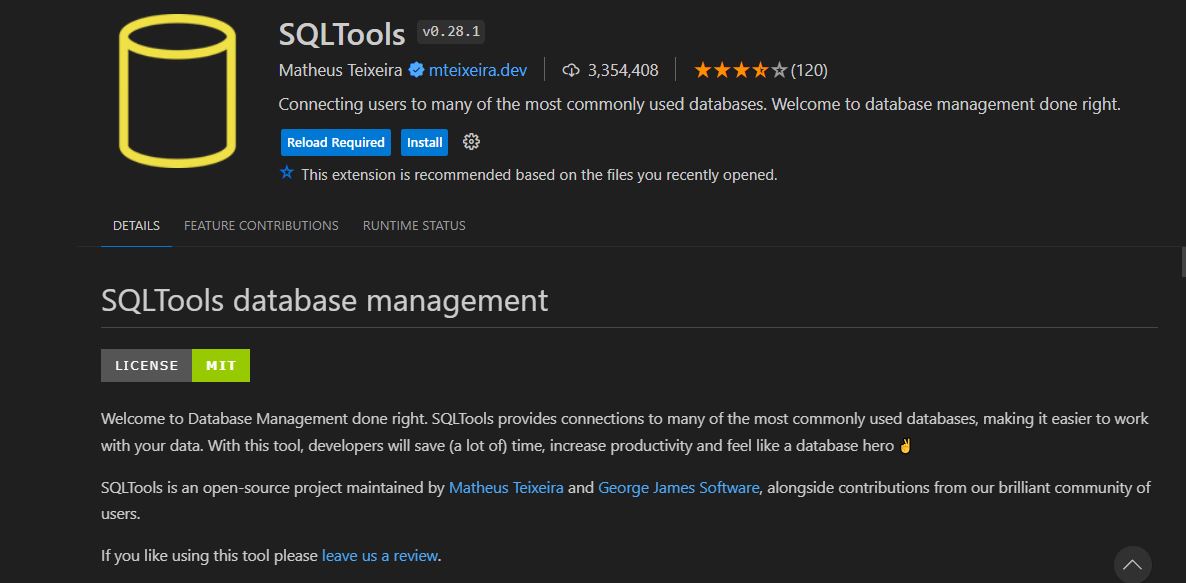 SQLTools v0.28.1
Matheus Teixeira mteixeira.dev 3,354,408 (120)
Connecting users to many of the most commonly used databases. Welcome to database management done right.
Reload Required Install
This extension is recommended based on the files you recently opened.
DETAILS FEATURE CONTRIBUTIONS RUNTIME STATUS
SQLTools database management
LICENSE MIT
Welcome to Database Management done right. SQLTools provides connections to many of the most commonly used databases, making it easier to work
with your data. With this tool, developers will save (a lot of) time, increase productivity and feel like a database hero ✌
SQLTools is an open-source project maintained by Matheus Teixeira and George James Software, alongside contributions from our brilliant community of
users.
If you like using this tool please leave us a review.